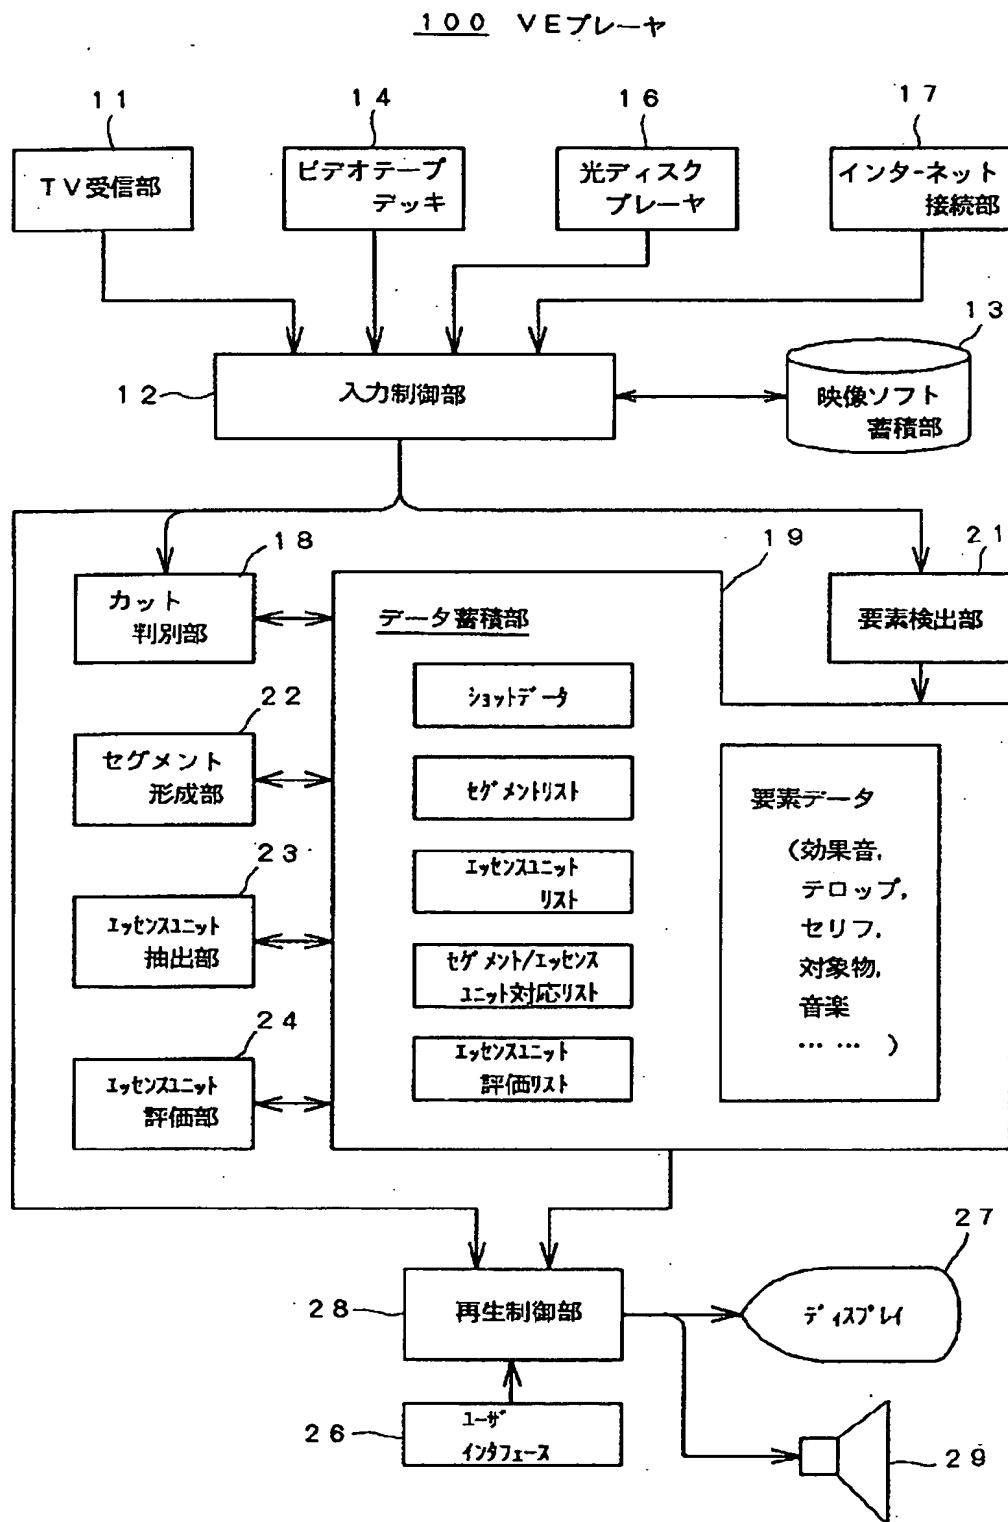 １００ ＶＥプレーヤ
１１
１４
１６
１７
ＴＶ受信部
ビデオテープ
デッキ
光ディスク
プレーヤ
インターネット
接続部
１３
１２
入力制御部
映像ソフト
蓄積部
１８
１９
２１
カット
判別部
データ蓄積部
要素検出部
ｼｮｯﾄﾃﾞｰﾀ
２２
セグメント
形成部
ｾｸﾞﾒﾝﾄﾘｽﾄ
要素データ
（効果音，
テロップ，
セリフ，
対象物，
音楽
… … ）
２３
ｴｯｾﾝｽﾕﾆｯﾄ
抽出部
ｴｯｾﾝｽﾕﾆｯﾄ
ﾘｽﾄ
ｾｸﾞﾒﾝﾄ/ｴｯｾﾝｽ
ﾕﾆｯﾄ対応ﾘｽﾄ
２４
ｴｯｾﾝｽﾕﾆｯﾄ
評価部
ｴｯｾﾝｽﾕﾆｯﾄ
評価ﾘｽﾄ
２７
２８
再生制御部
ﾃﾞｨｽﾌﾟﾚｲ
２６
ﾕｰｻﾞ
ｲﾝﾀﾌｪｰｽ
２９